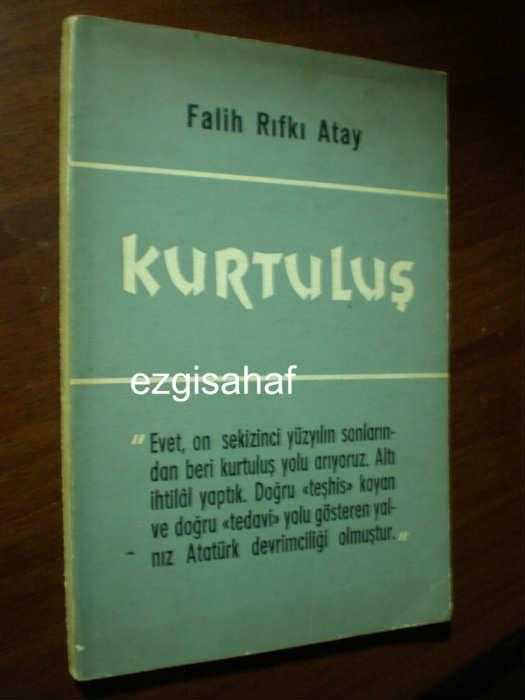 Falih Rıfkı Atay
KURTULUŞ
ezgisahaf
"Evet, on sekizinci yüzyılın sonların-
dan beri kurtuluş yolu arıyoruz. Altı
ihtilâl yaptık. Doğru «teşhis» koyan
ve doğru «tedavi» yolu gösteren yal-
nız Atatürk devrimciliği olmuştur."